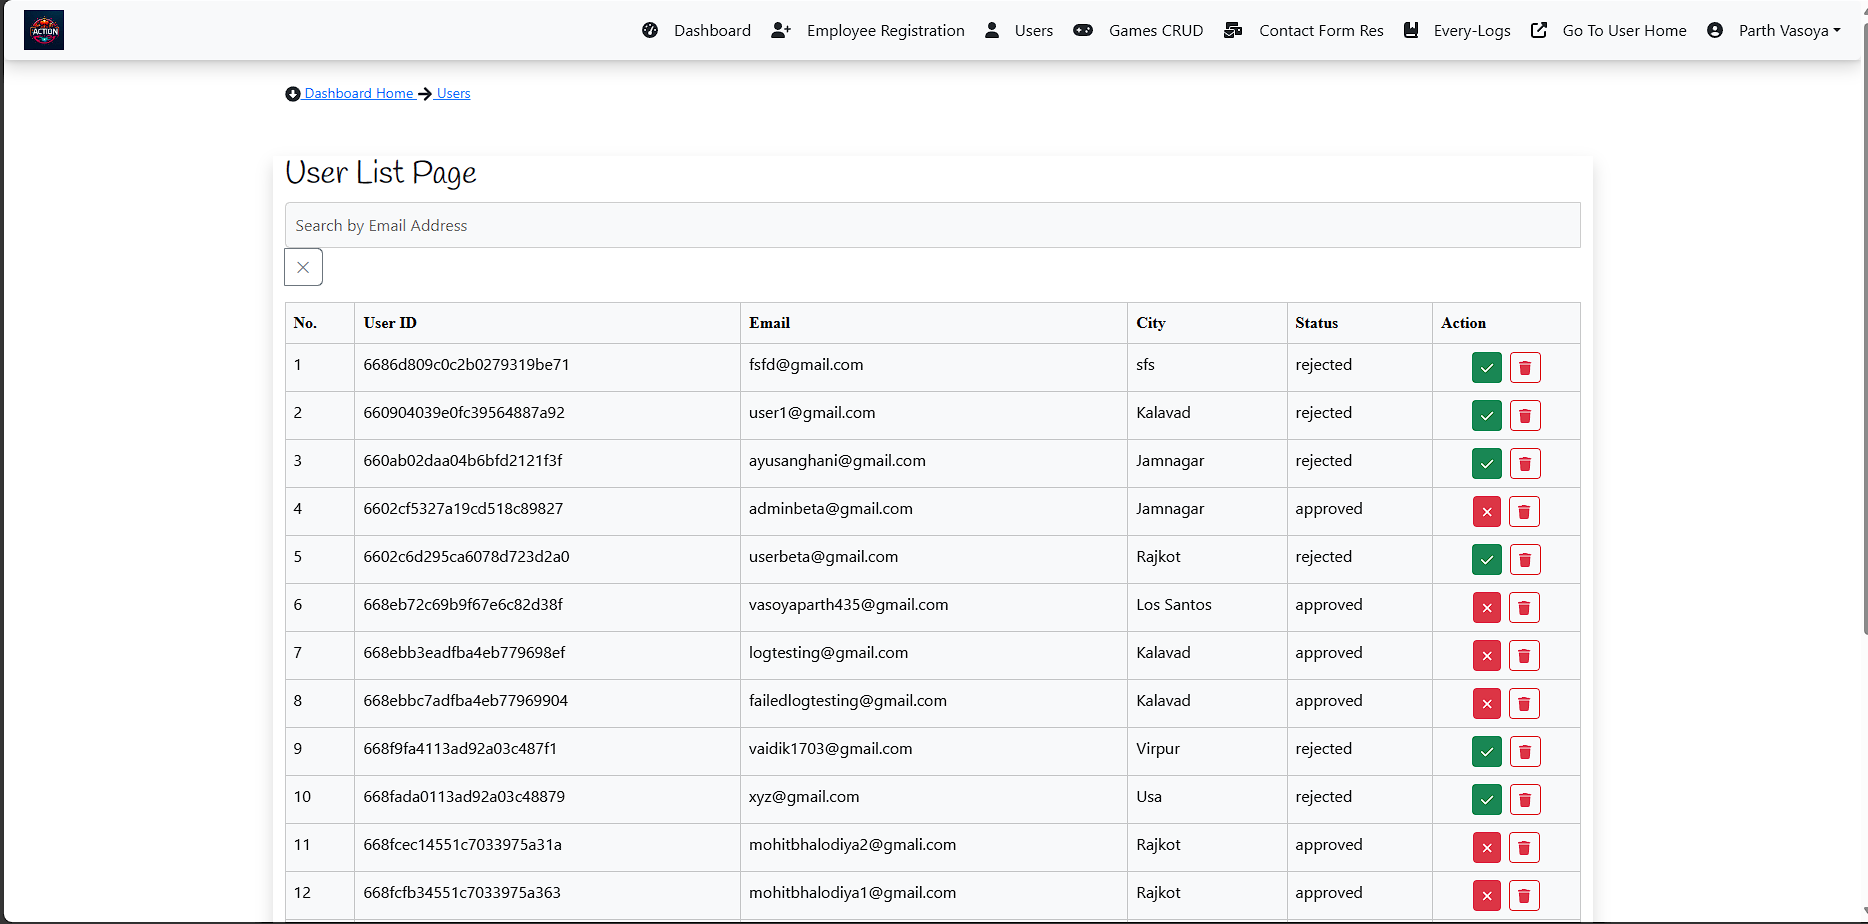 ACTION
Dashboard Employee Registration Users Games CRUD Contact Form Res Every-Logs Go To User Home Parth Vasoya
Dashboard Home Users
User List Page
Search by Email Address
No. User ID Email City Status Action
1 6686d809c0c2b0279319be71 fsfd@gmail.com sfs rejected
2 660904039e0fc39564887a92 user1@gmail.com Kalavad rejected
3 660ab02daa04b6bfd2121f3f ayusanghani@gmail.com Jamnagar rejected
4 6602cf5327a19cd518c89827 adminbeta@gmail.com Jamnagar approved
5 6602c6d295ca6078d723d2a0 userbeta@gmail.com Rajkot rejected
6 668eb72c69b9f67e6c82d38f vasoyaparth435@gmail.com Los Santos approved
7 668ebb3eadfba4eb779698ef logtesting@gmail.com Kalavad approved
8 668ebbc7adfba4eb77969904 failedlogtesting@gmail.com Kalavad approved
9 668f9fa4113ad92a03c487f1 vaidik1703@gmail.com Virpur rejected
10 668fada0113ad92a03c48879 xyz@gmail.com Usa rejected
11 668fcec14551c7033975a31a mohitbhalodiya2@gmali.com Rajkot approved
12 668fcfb34551c7033975a363 mohitbhalodiya1@gmail.com Rajkot approved